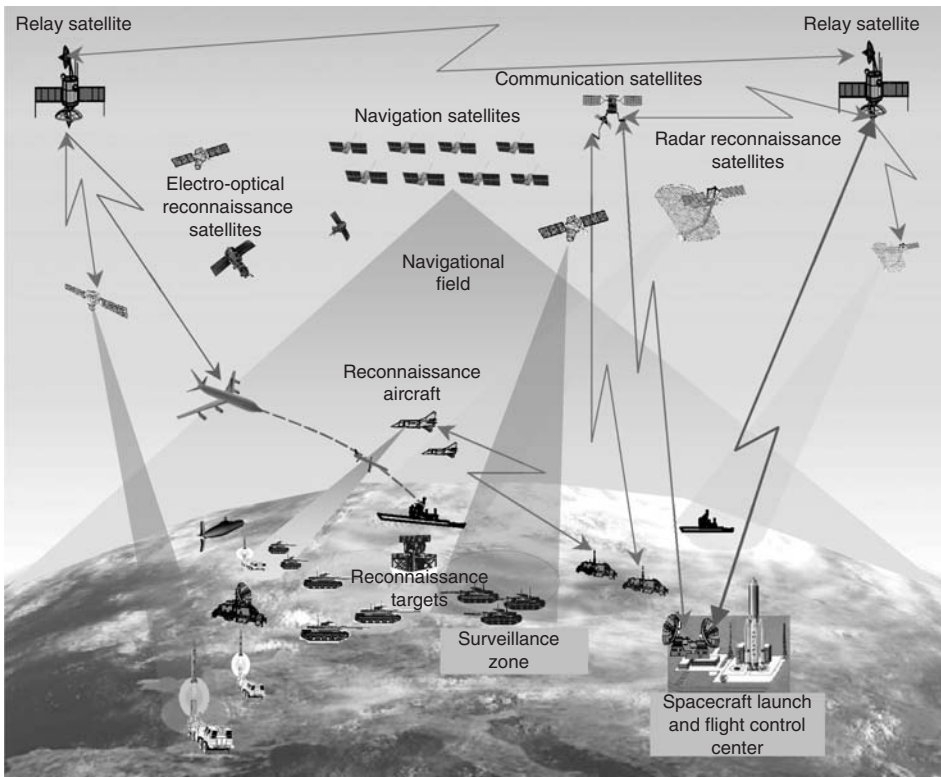 Relay satellite
Relay satellite
Communication satellites
Navigation satellites
Radar reconnaissance
satellites
Electro-optical
reconnaissance
satellites
Navigational
field
Reconnaissance
aircraft
Reconnaissance
targets
Surveillance
zone
Spacecraft launch
and flight control
center